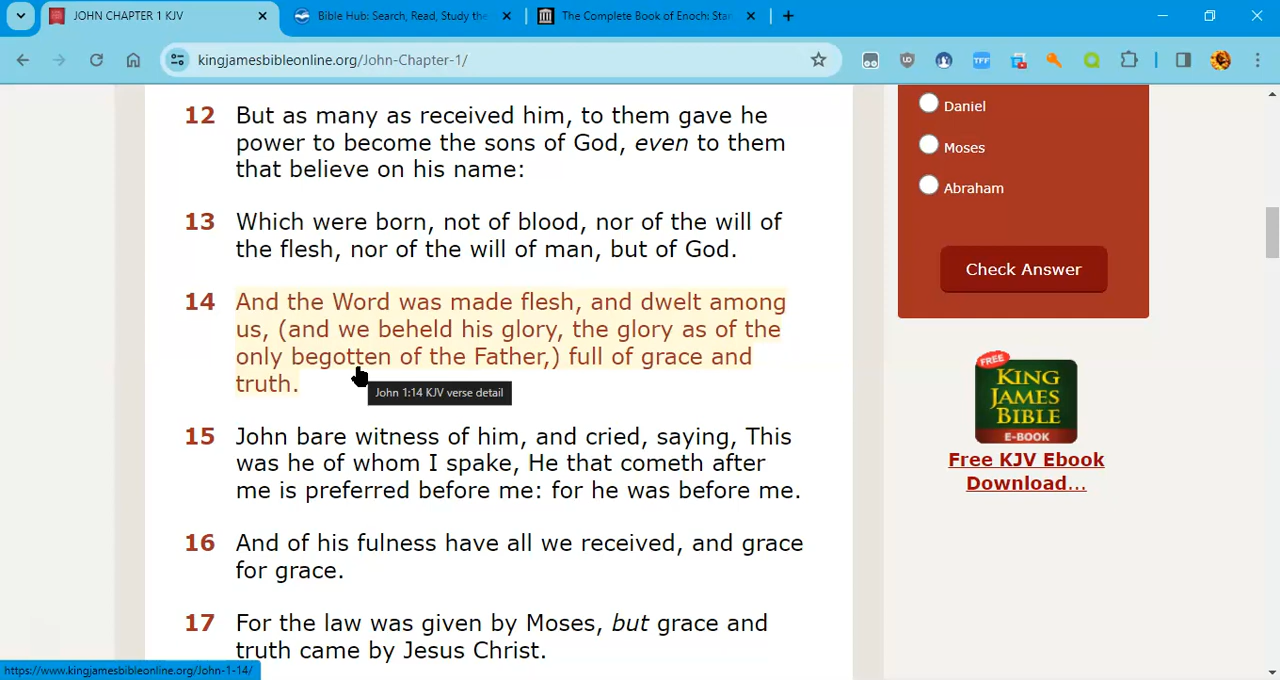 JOHN CHAPTER 1 KJV
Bible Hub: Search, Read, Study the
The Complete Book of Enoch: Star
kingjamesbibleonline.org/John-Chapter-1/
12 But as many as received him, to them gave he
power to become the sons of God, even to them
that believe on his name:
13 Which were born, not of blood, nor of the will of
the flesh, nor of the will of man, but of God.
14 And the Word was made flesh, and dwelt among
us, (and we beheld his glory, the glory as of the
only begotten of the Father,) full of grace and
truth.
John 1:14 KJV verse detail
15 John bare witness of him, and cried, saying, This
was he of whom I spake, He that cometh after
me is preferred before me: for he was before me.
16 And of his fulness have all we received, and grace
for grace.
17 For the law was given by Moses, but grace and
truth came by Jesus Christ.
Daniel
Moses
Abraham
Check Answer
FREE
KING
JAMES
BIBLE
E-BOOK
Free KJV Ebook
Download...
https://www.kingjamesbibleonline.org/John-1-14/